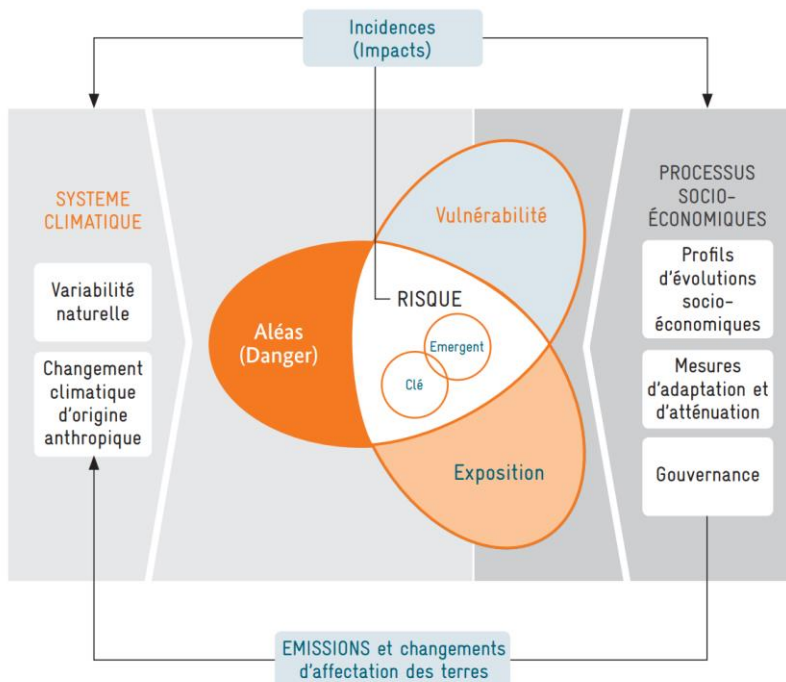 Incidences
(Impacts)
SYSTEME
CLIMATIQUE
Variabilité
naturelle
Changement
climatique
d'origine
anthropique
Aléas
(Danger)
Vulnérabilité
RISQUE
Emergent
Clé
Exposition
PROCESSUS
SOCIO-
ÉCONOMIQUES
Profils
d'évolutions
socio-
économiques
Mesures
d'adaptation et
d'atténuation
Gouvernance
EMISSIONS et changements
d'affectation des terres